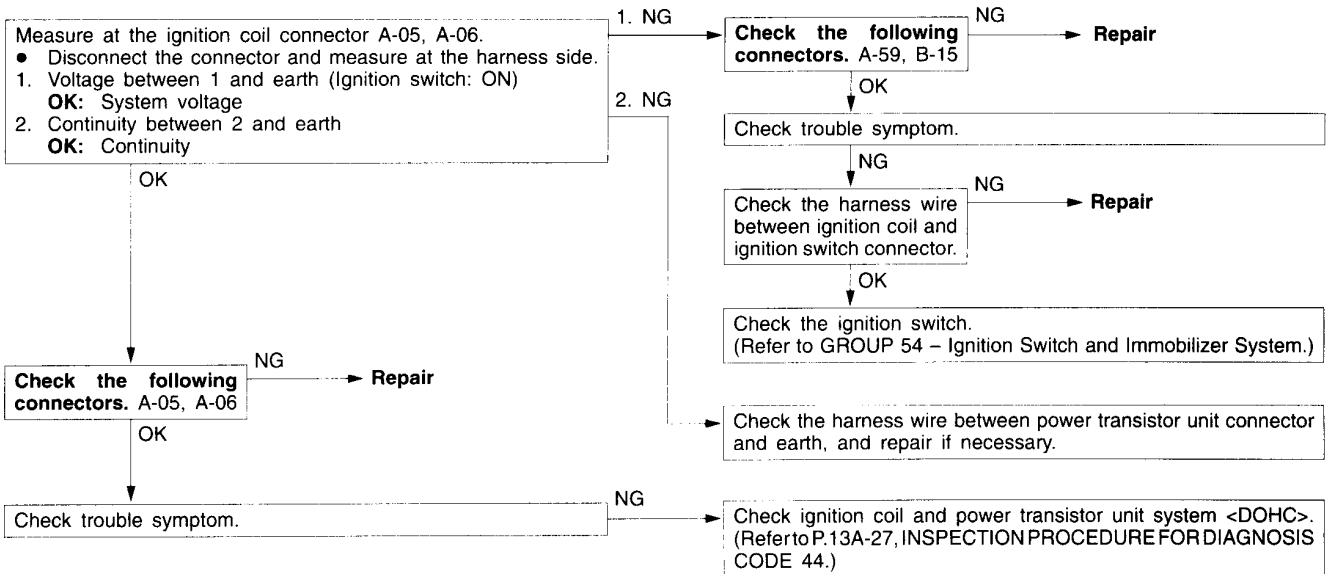 Measure at the ignition coil connector A-05, A-06.
● Disconnect the connector and measure at the harness side.
1. Voltage between 1 and earth (Ignition switch: ON)
OK: System voltage
2. Continuity between 2 and earth
OK: Continuity
1. NG
2. NG
OK
Check the following
connectors. A-59, B-15
NG
Repair
OK
Check trouble symptom.
NG
Check the harness wire
between ignition coil and
ignition switch connector.
NG
Repair
OK
Check the ignition switch.
(Refer to GROUP 54 – Ignition Switch and Immobilizer System.)
Check the harness wire between power transistor unit connector
and earth, and repair if necessary.
Check the following
connectors. A-05, A-06
NG
Repair
OK
Check trouble symptom.
NG
Check ignition coil and power transistor unit system <DOHC>.
(Refer to P.13A-27, INSPECTION PROCEDURE FOR DIAGNOSIS
CODE 44.)